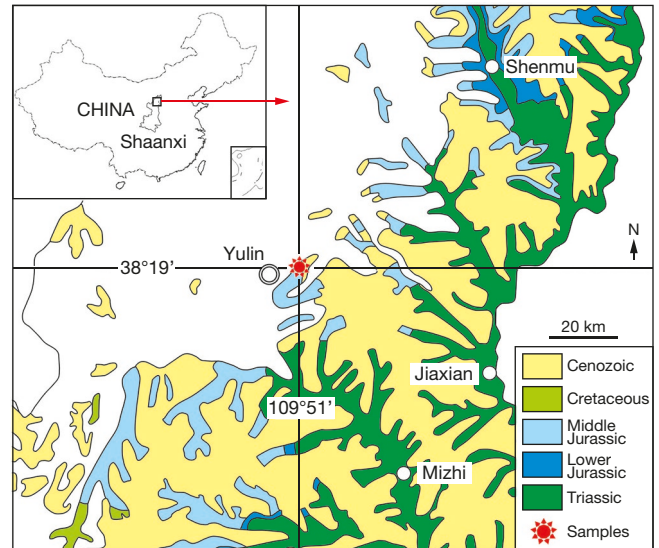 CHINA
Shaanxi
Shenmu
N
Yulin
38°19’
20 km
Jiaxian
109°51’
Mizhi
Cenozoic
Cretaceous
Middle
Jurassic
Lower
Jurassic
Triassic
Samples